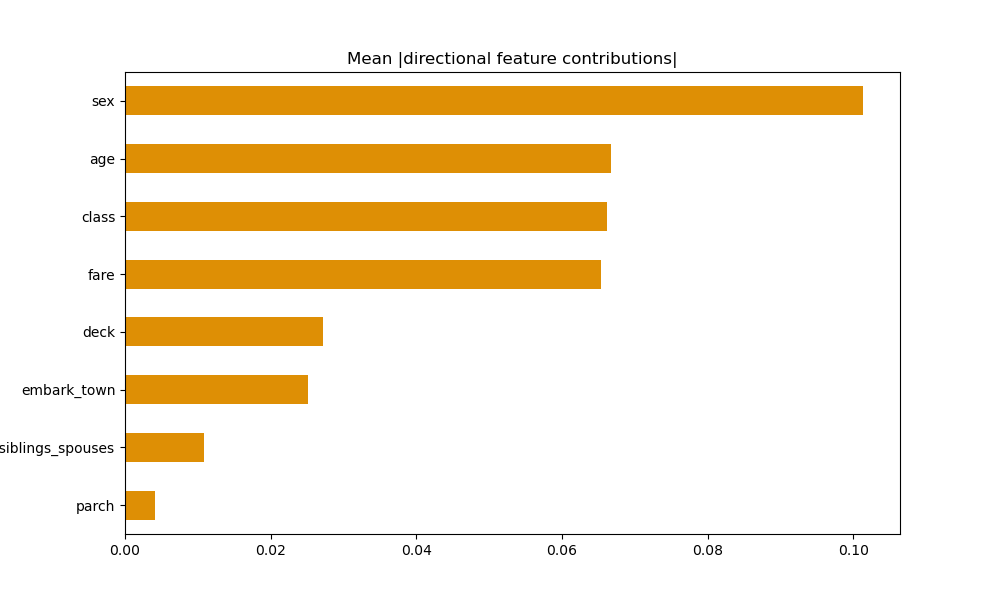 Mean |directional feature contributions|
sex
age
class
fare
deck
embark_town
siblings_spouses
parch
0.00 0.02 0.04 0.06 0.08 0.10